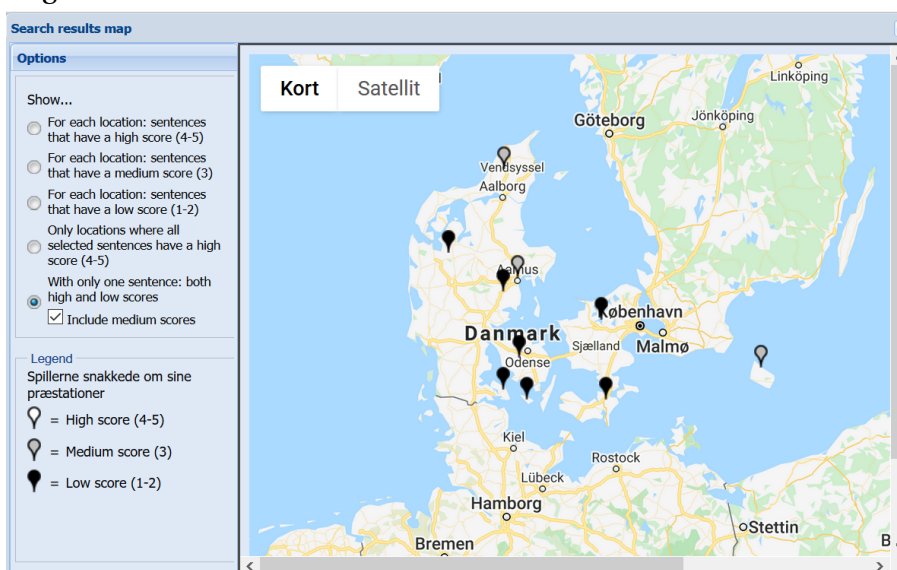 Search results map
Options
Show...
For each location: sentences
that have a high score (4-5)
For each location: sentences
that have a medium score (3)
For each location: sentences
that have a low score (1-2)
Only locations where all
selected sentences have a high
score (4-5)
With only one sentence: both
high and low scores
Include medium scores
Legend
Spillerne snakkede om sine
præstationer
= High score (4-5)
= Medium score (3)
= Low score (1-2)
Kort Satellit
Linköping
Jönköping
Göteborg
Vendsyssel
Aalborg
Aarhus
København
Danmark
Sjælland
Malmø
Odense
Kiel
Rostock
Lübeck
Hamborg
Stettin
Bremen
B